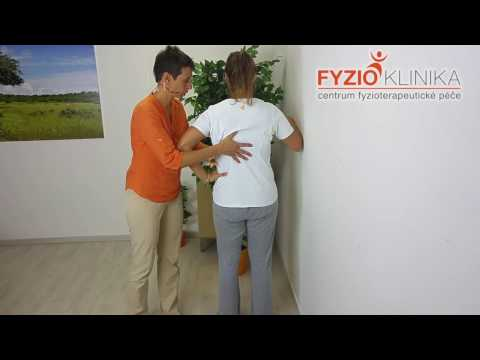 FYZIO KLINIKA
centrum fyzioterapeutické péče